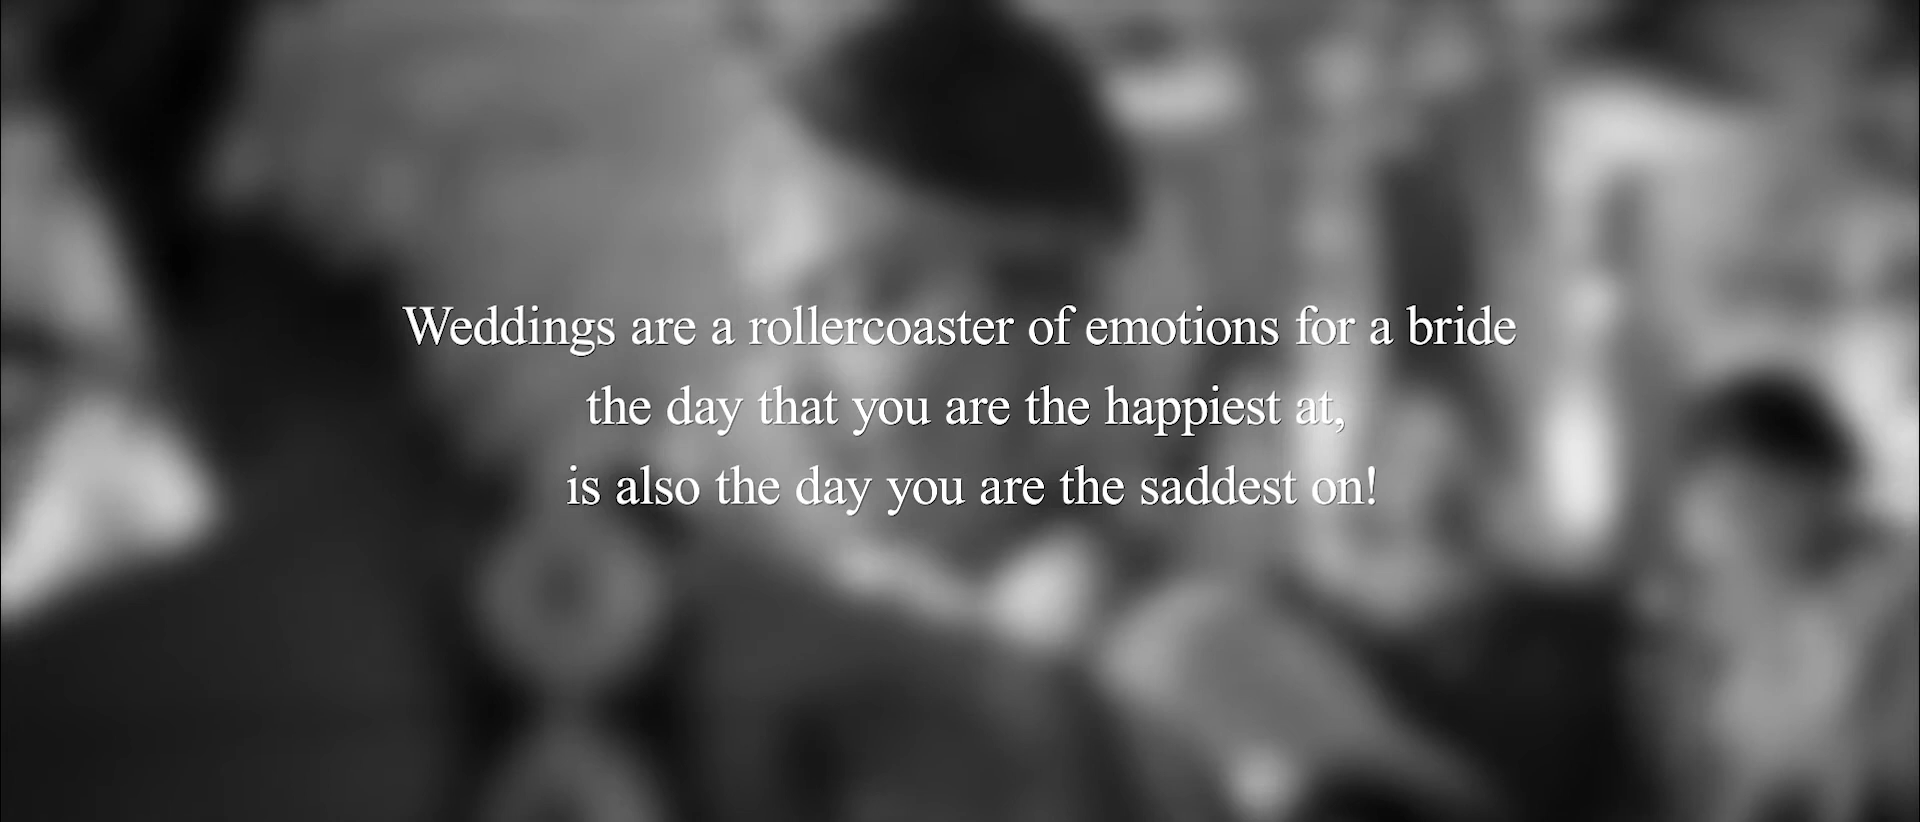 Weddings are a rollercoaster of emotions for a bride
the day that you are the happiest at,
is also the day you are the saddest on!